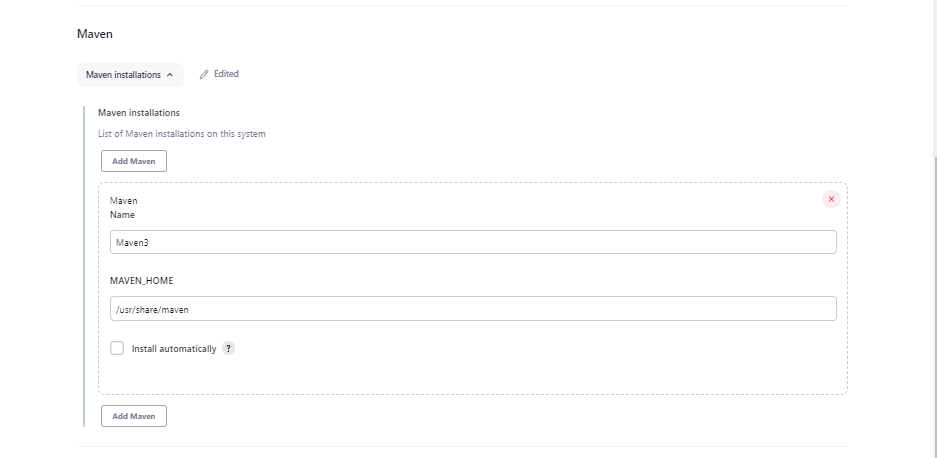 Maven
Maven installations
Edited
Maven installations
List of Maven installations on this system
Add Maven
Maven
Name
Maven3
MAVEN_HOME
/usr/share/maven
Install automatically ?
Add Maven